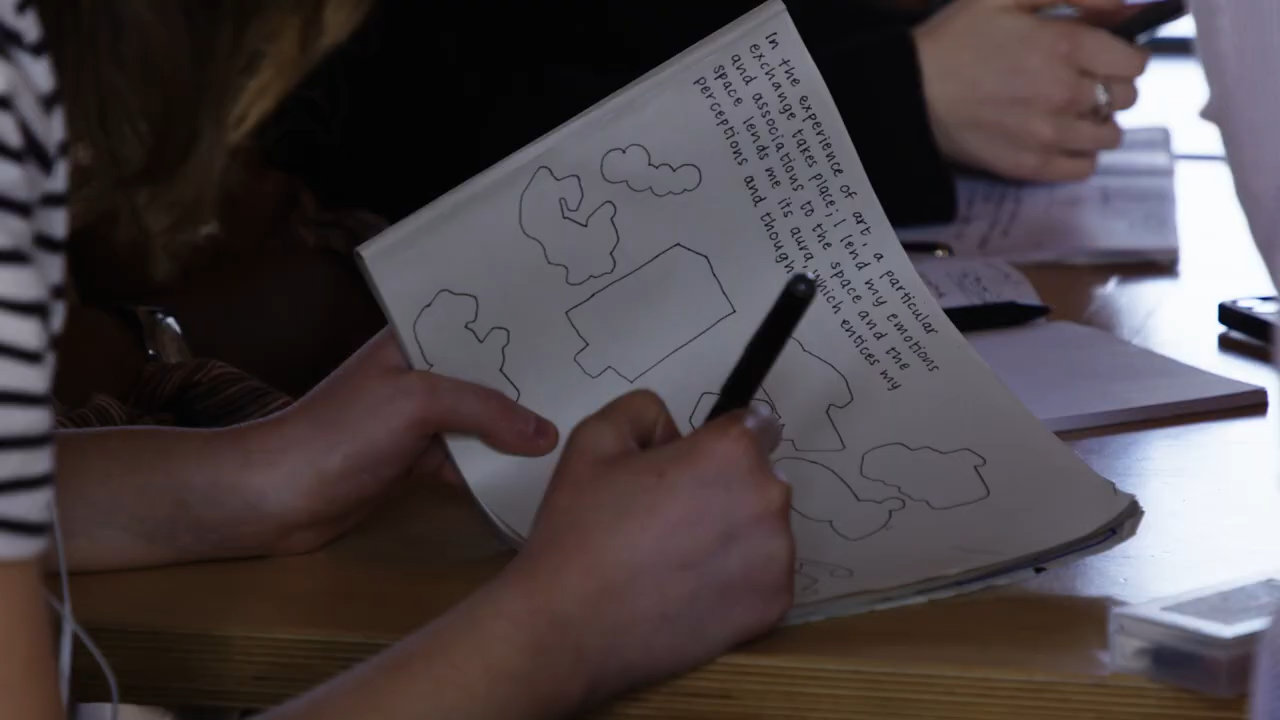 In the experience of art, a particular
exchange takes place; I lend my emotions
and associations to the space and the
space lends me its aura, which entices my
perceptions and though